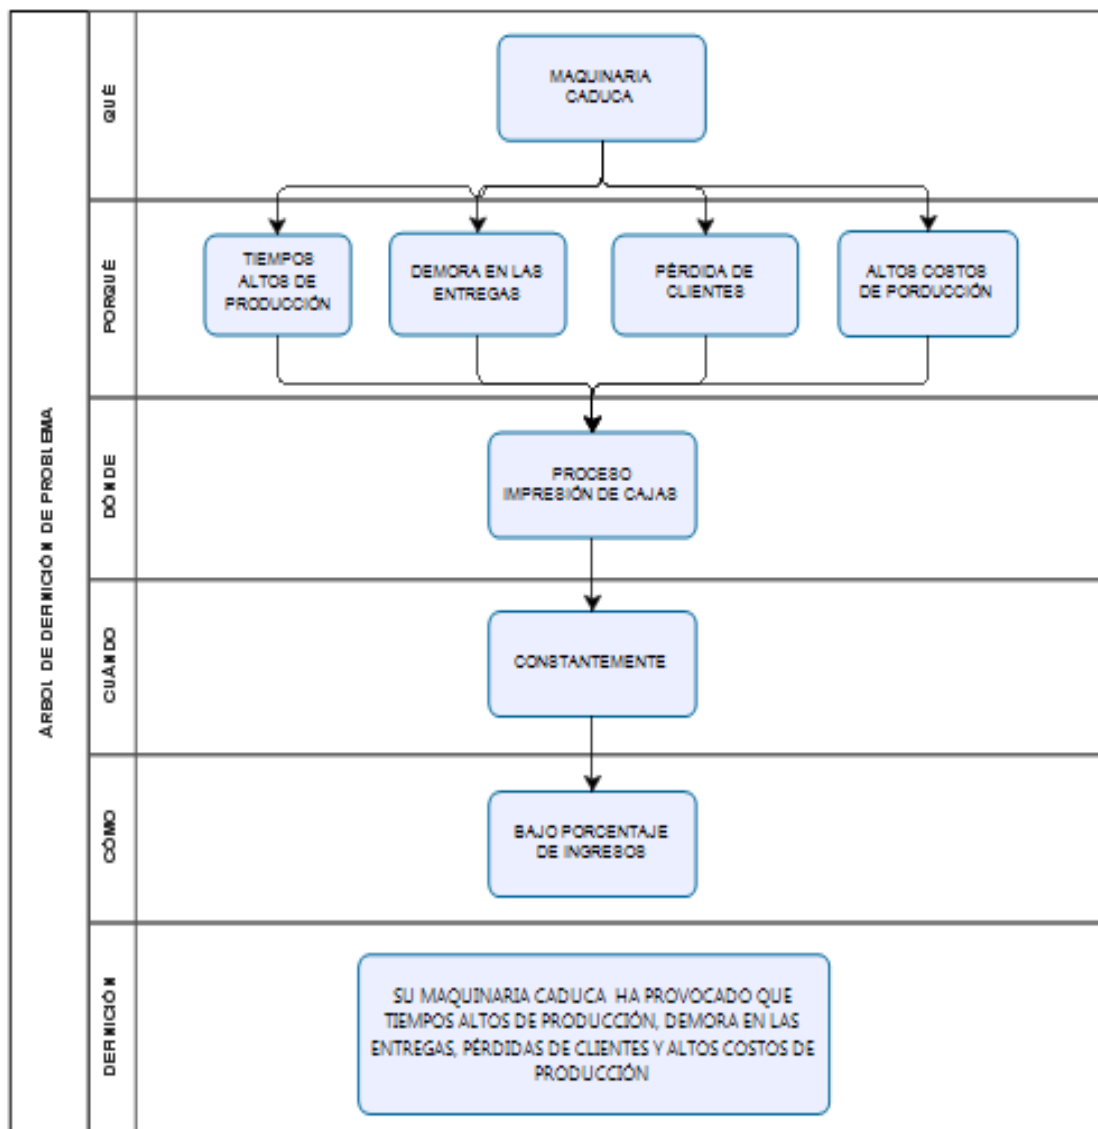 ÁRBOL DE DEFINICIÓN DE PROBLEMA
QUÉ
MAQUINARIA
CADUCA
PORQUÉ
TIEMPOS
ALTOS DE
PRODUCCIÓN
DEMORA EN LAS
ENTREGAS
PÉRDIDA DE
CLIENTES
ALTOS COSTOS
DE PORDUCCIÓN
DÓNDE
PROCESO
IMPRESIÓN DE CAJAS
CUÁNDO
CONSTANTEMENTE
CÓMO
BAJO PORCENTAJE
DE INGRESOS
DEFINICIÓN
SU MAQUINARIA CADUCA HA PROVOCADO QUE
TIEMPOS ALTOS DE PRODUCCIÓN, DEMORA EN LAS
ENTREGAS, PÉRDIDAS DE CLIENTES Y ALTOS COSTOS DE
PRODUCCIÓN